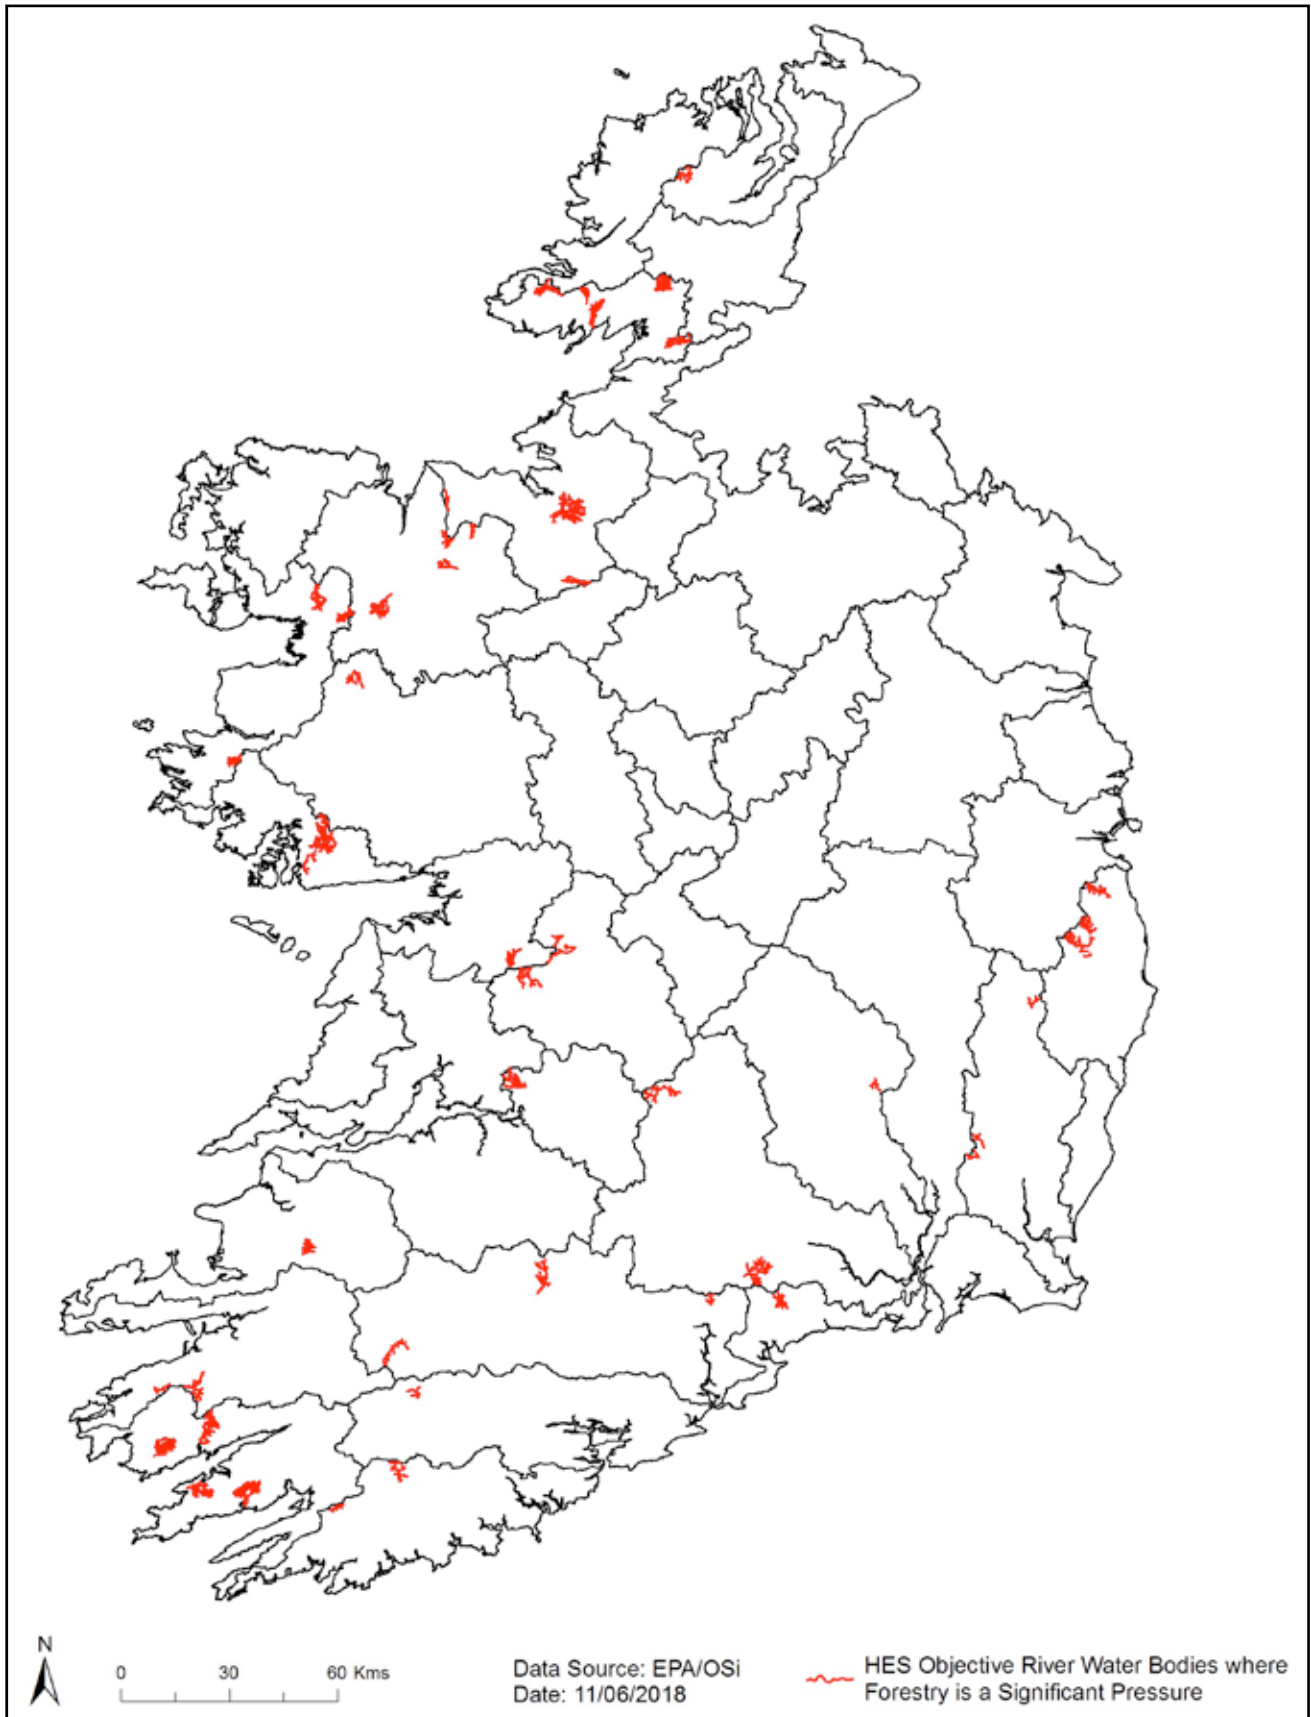 N
0 30 60 Kms
Data Source: EPA/OSi
Date: 11/06/2018
HES Objective River Water Bodies where
Forestry is a Significant Pressure